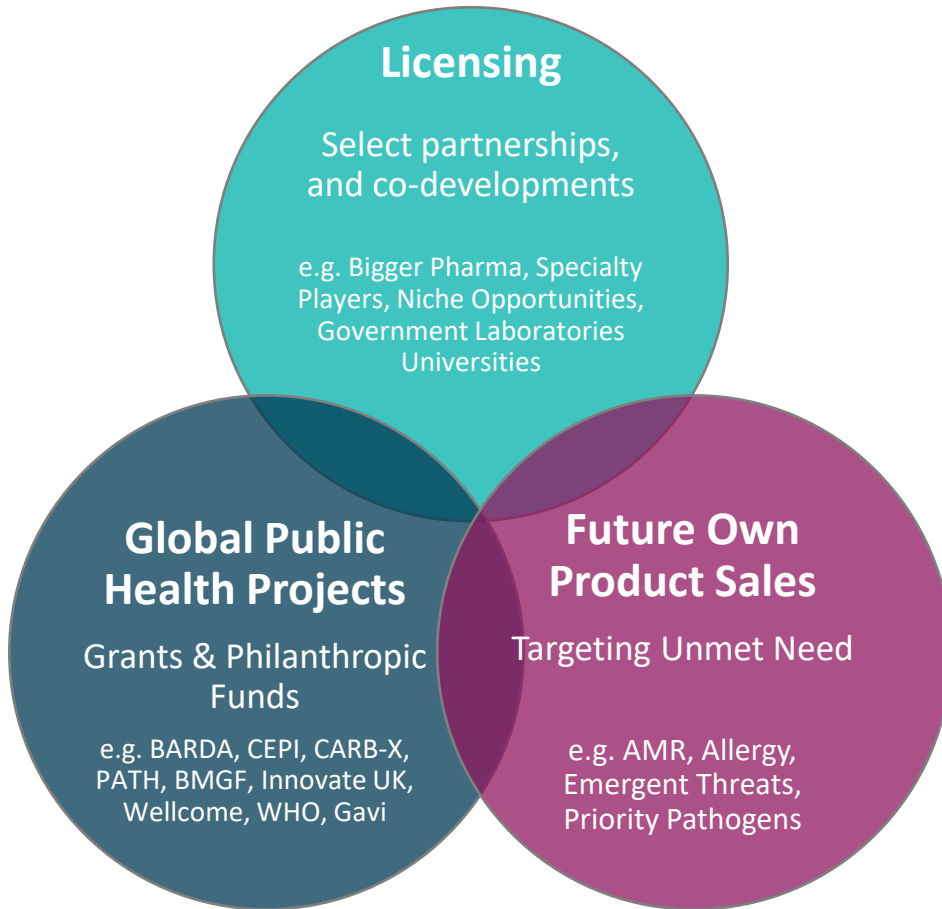 Licensing
Select partnerships,
and co-developments
e.g. Bigger Pharma, Specialty
Players, Niche Opportunities,
Government Laboratories
Universities
Global Public
Health Projects
Grants & Philanthropic
Funds
e.g. BARDA, CEPI, CARB-X,
PATH, BMGF, Innovate UK,
Wellcome, WHO, Gavi
Future Own
Product Sales
Targeting Unmet Need
e.g. AMR, Allergy,
Emergent Threats,
Priority Pathogens